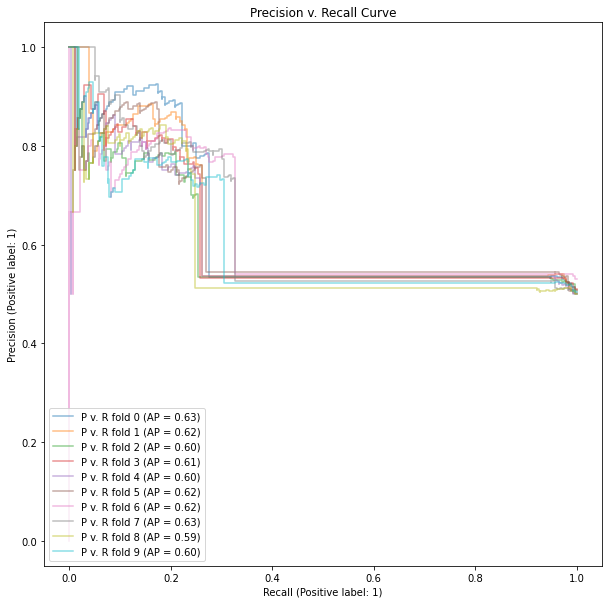 Precision v. Recall Curve
Precision (Positive label: 1)
1.0
0.8
0.6
0.4
0.2
0.0
P v. R fold 0 (AP = 0.63)
P v. R fold 1 (AP = 0.62)
P v. R fold 2 (AP = 0.60)
P v. R fold 3 (AP = 0.61)
P v. R fold 4 (AP = 0.60)
P v. R fold 5 (AP = 0.62)
P v. R fold 6 (AP = 0.62)
P v. R fold 7 (AP = 0.63)
P v. R fold 8 (AP = 0.59)
P v. R fold 9 (AP = 0.60)
0.0 0.2 0.4 0.6 0.8 1.0
Recall (Positive label: 1)